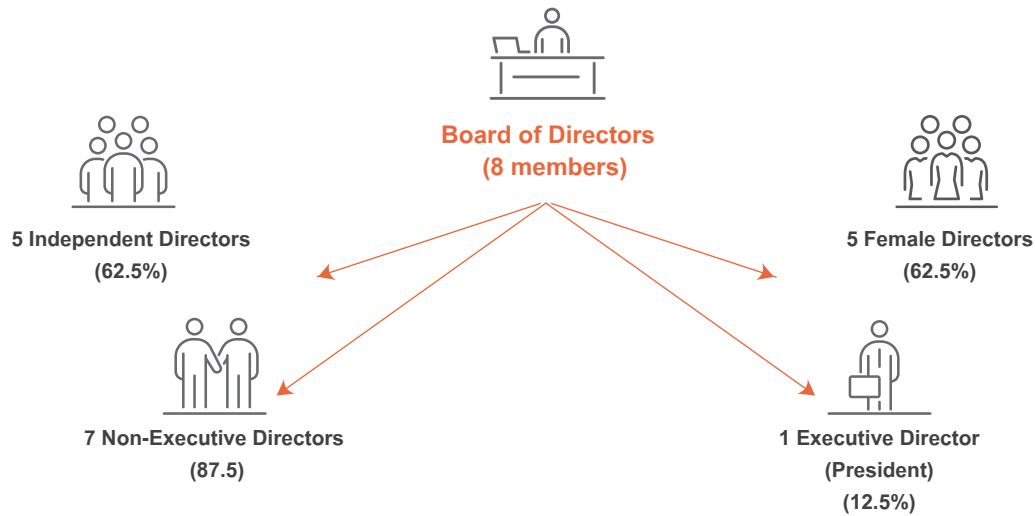 Board of Directors
(8 members)
5 Independent Directors
(62.5%)
5 Female Directors
(62.5%)
7 Non-Executive Directors
(87.5)
1 Executive Director
(President)
(12.5%)